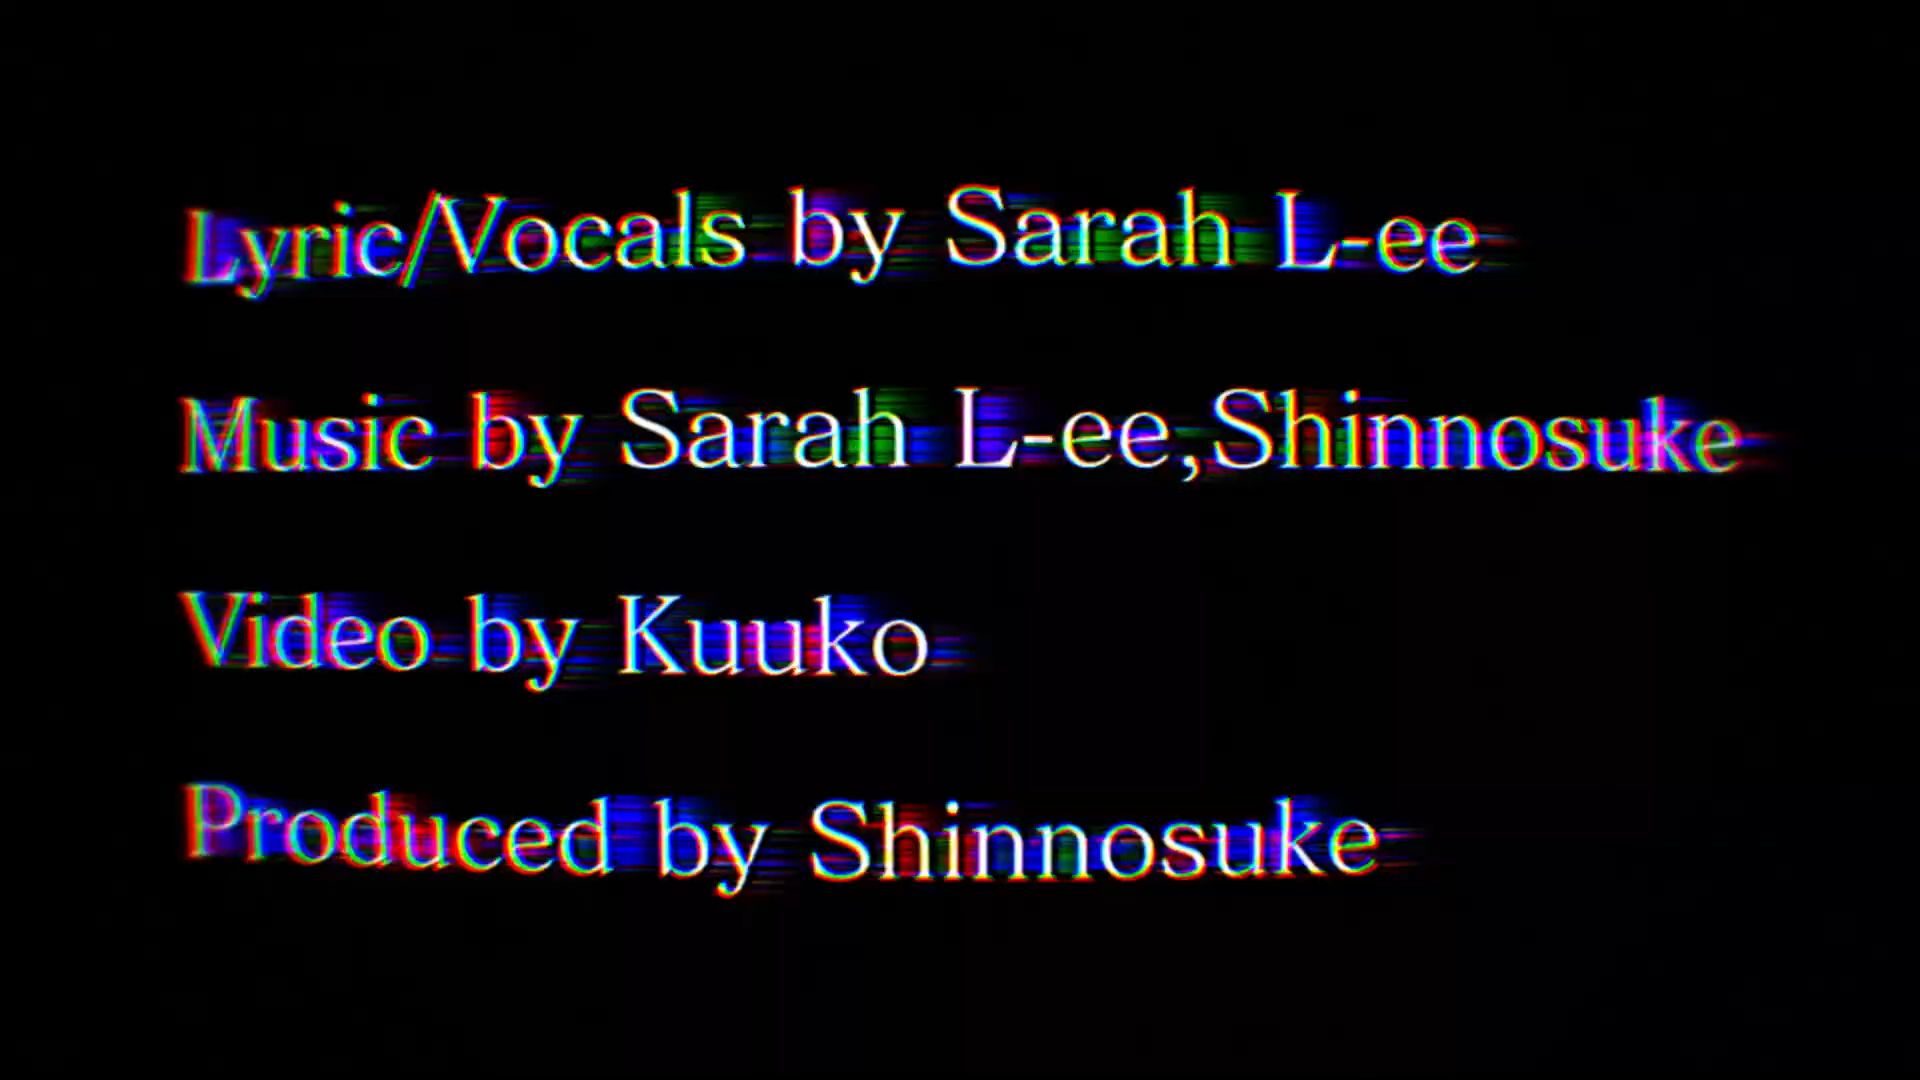 Lyric/Vocals by Sarah L-ee
Music by Sarah L-ee,Shinnosuke
Video by Kuuko
Produced by Shinnosuke